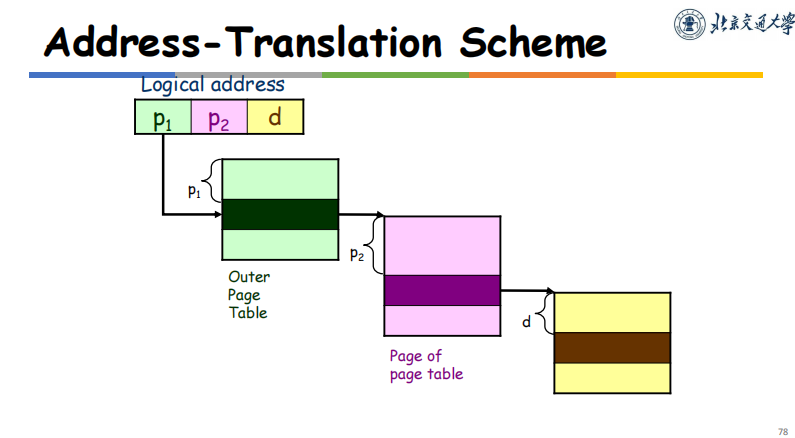 Address-Translation Scheme
北京交通大学
Logical address
p1 p2 d
p1
p2
Outer
Page
Table
d
Page of
page table
78